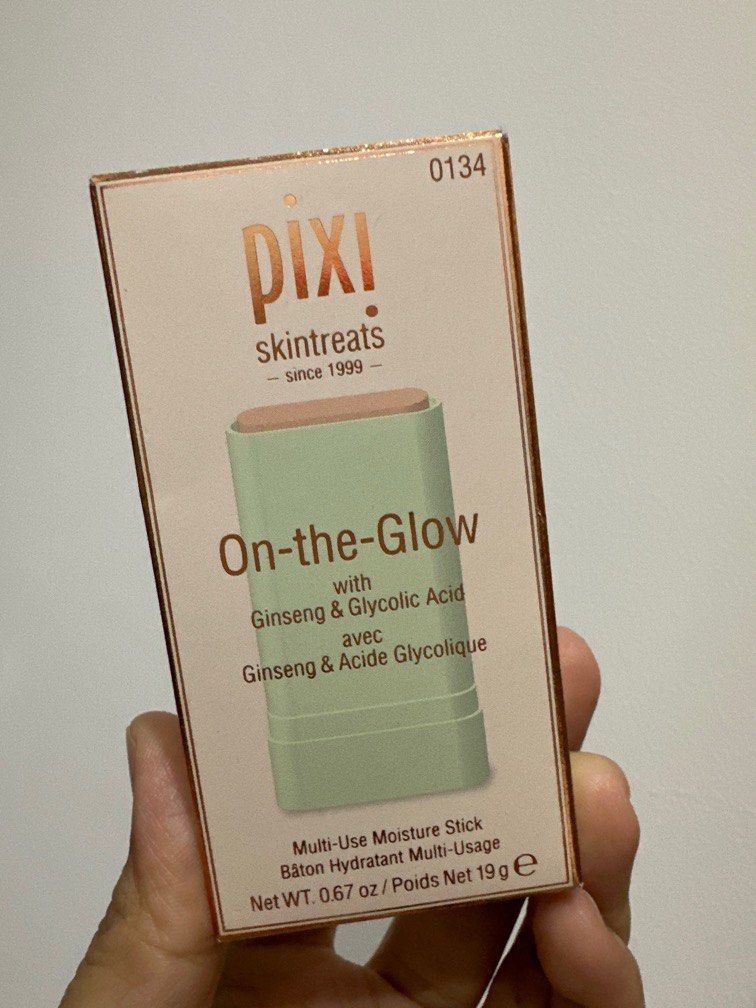 0134
pixi
skintreats
– since 1999 –
On-the-Glow
with
Ginseng & Glycolic Acid
avec
Ginseng & Acide Glycolique
Multi-Use Moisture Stick
Bâton Hydratant Multi-Usage
Net WT. 0.67 oz / Poids Net 19 g ℮